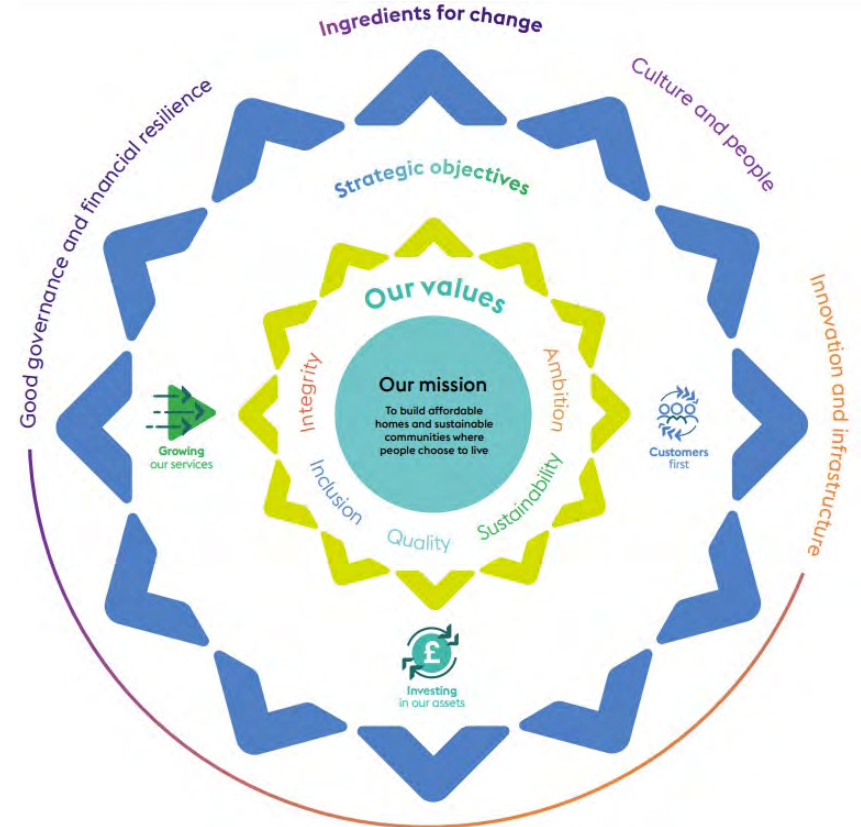 Ingredients for change
Culture and people
Innovation and infrastructure
Good governance and financial resilience
Strategic objectives
Our values
Integrity
Ambition
Inclusion
Quality
Sustainability
Our mission
To build affordable
homes and sustainable
communities where
people choose to live
Growing
our services
Customers
first
£
Investing
in our assets